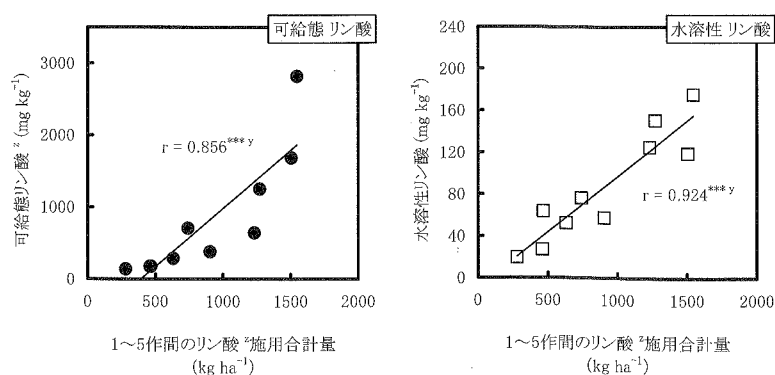 可給態 リン酸
可給態リン酸 ᶻ (mg kg⁻¹)
3000
2000
1000
0
r = 0.856***ʸ
0 500 1000 1500 2000
1～5作間のリン酸 ᶻ施用合計量
(kg ha⁻¹)
水溶性 リン酸
水溶性リン酸 (mg kg⁻¹)
240
200
160
120
80
40
0
r = 0.924***ʸ
0 500 1000 1500 2000
1～5作間のリン酸 ᶻ施用合計量
(kg ha⁻¹)